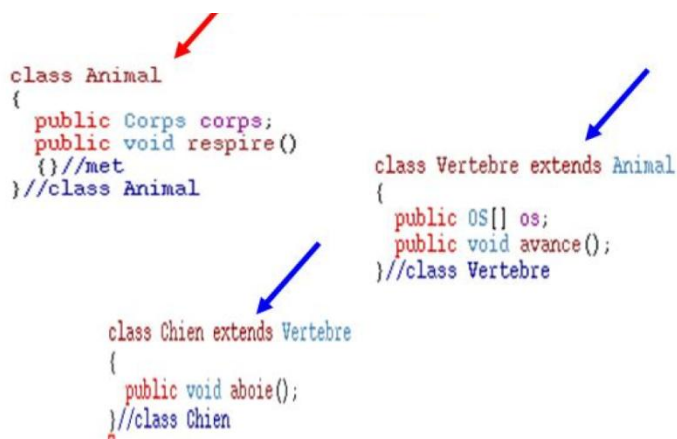 class Animal
{
public Corps corps;
public void respire()
{}//met
}//class Animal
class Vertebre extends Animal
{
public OS[] os;
public void avance();
}//class Vertebre
class Chien extends Vertebre
{
public void aboie();
}//class Chien